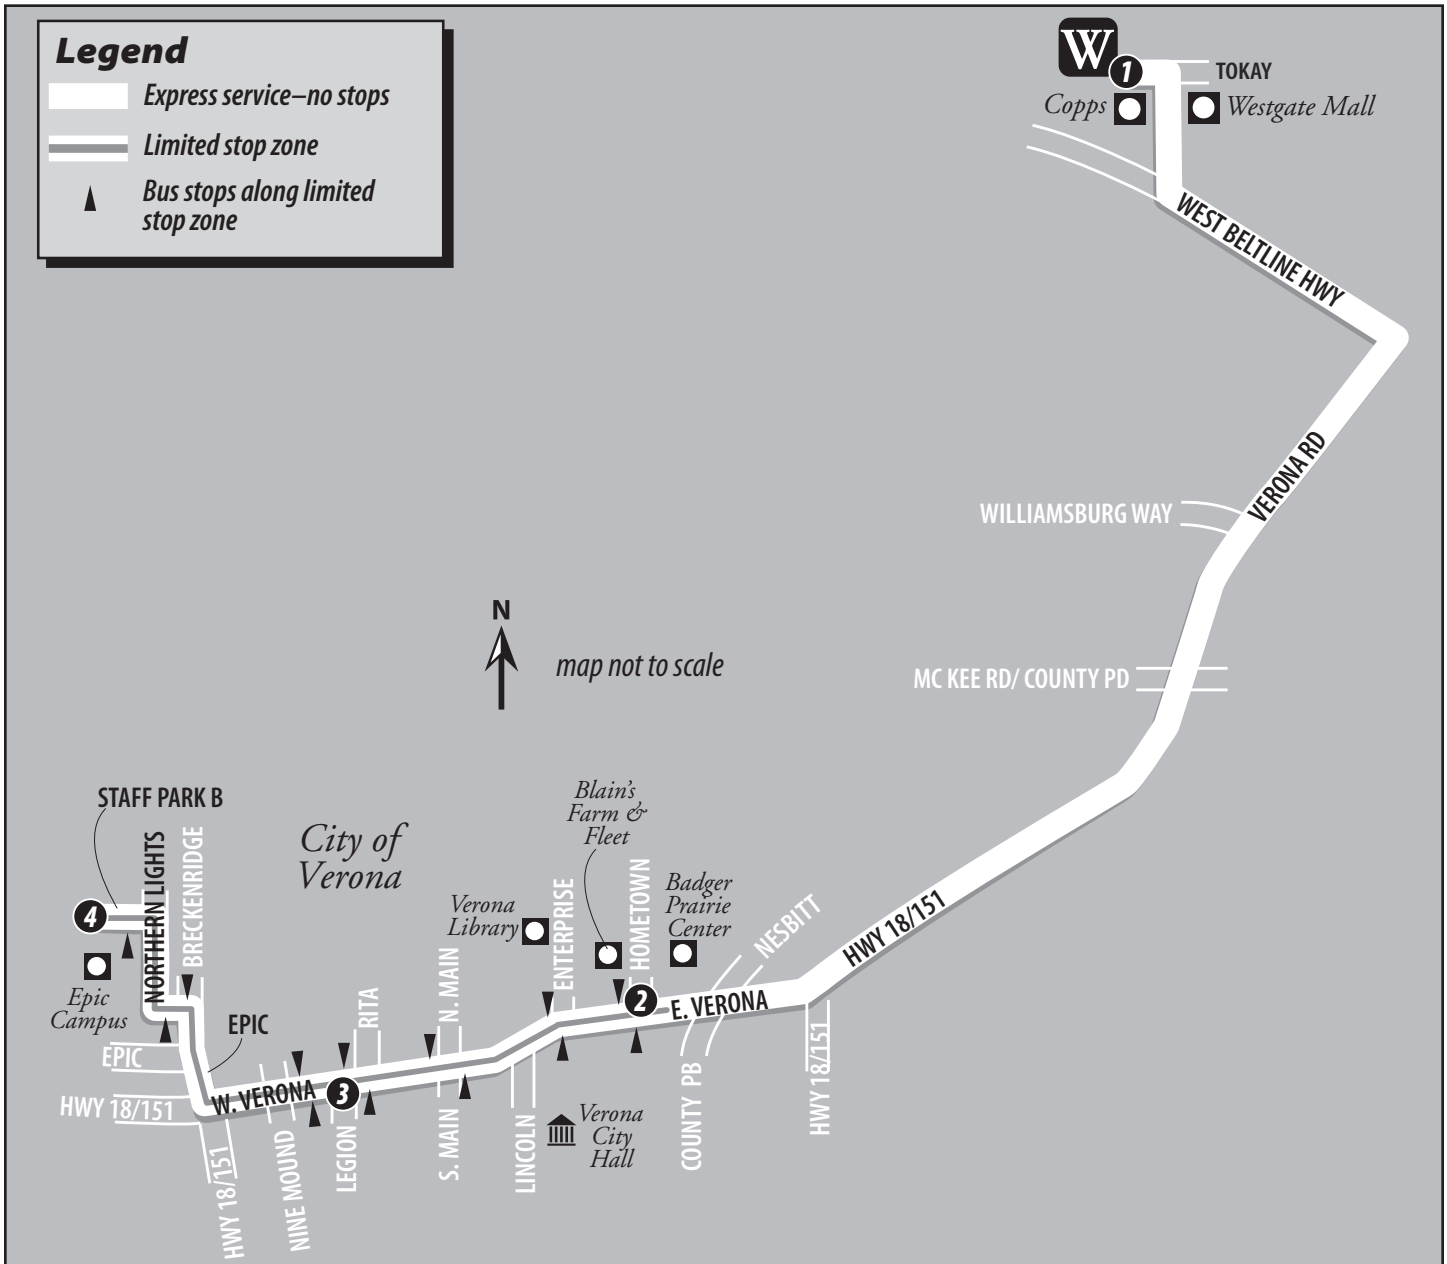 Legend
Express service–no stops
Limited stop zone
Bus stops along limited
stop zone
W
1
TOKAY
Copps
Westgate Mall
WEST BELTLINE HWY
VERONA RD
WILLIAMSBURG WAY
N
map not to scale
MC KEE RD/ COUNTY PD
HWY 18/151
STAFF PARK B
NORTHERN LIGHTS
BRECKENRIDGE
City of
Verona
Blain's
Farm &
Fleet
4
Epic
Campus
Verona
Library
ENTERPRISE
HOMETOWN
Badger
Prairie
Center
NESBITT
2
E. VERONA
EPIC
EPIC
RITA
N. MAIN
HWY 18/151
W. VERONA
3
HWY 18/151
NINE MOUND
LEGION
S. MAIN
LINCOLN
Verona
City
Hall
COUNTY PB
HWY 18/151